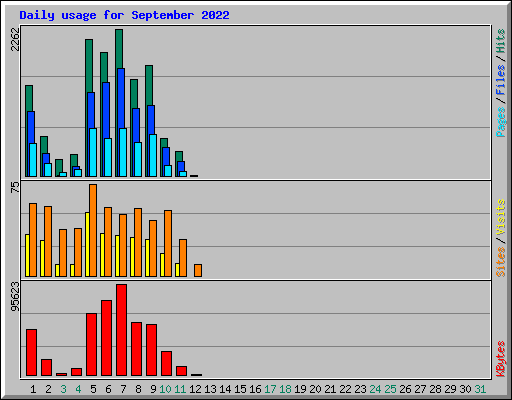 Daily usage for September 2022
2262
Pages / Files / Hits
75
Sites / Visits
95623
KBytes
1 2 3 4 5 6 7 8 9 10 11 12 13 14 15 16 17 18 19 20 21 22 23 24 25 26 27 28 29 30 31